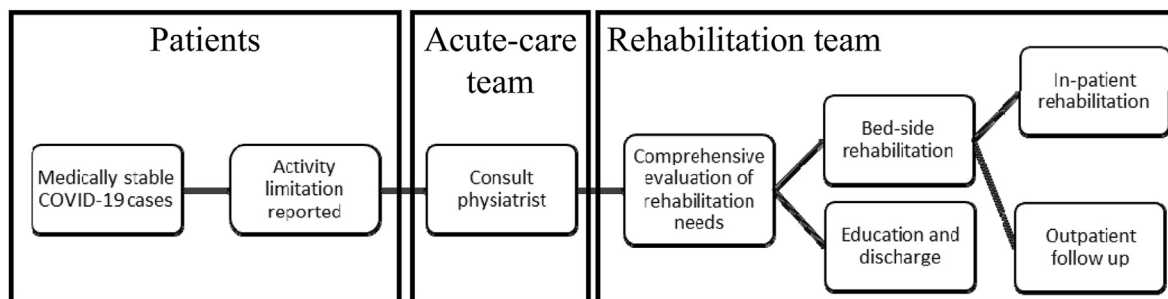 Patients
Medically stable
COVID-19 cases
Activity
limitation
reported
Acute-care
team
Consult
physiatrist
Rehabilitation team
Comprehensive
evaluation of
rehabilitation
needs
Bed-side
rehabilitation
Education and
discharge
In-patient
rehabilitation
Outpatient
follow up